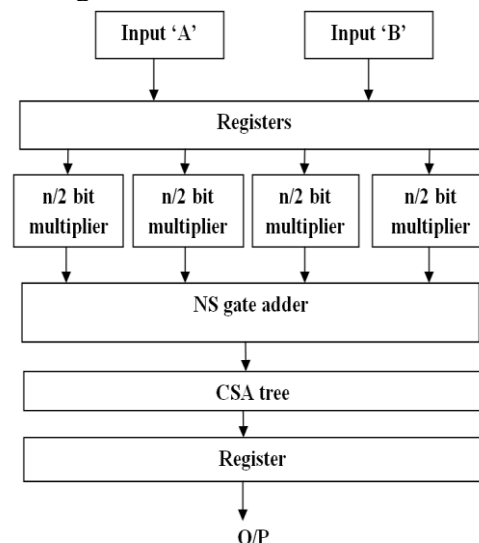 Input ‘A’
Input ‘B’
Registers
n/2 bit
multiplier
n/2 bit
multiplier
n/2 bit
multiplier
n/2 bit
multiplier
NS gate adder
CSA tree
Register
O/P